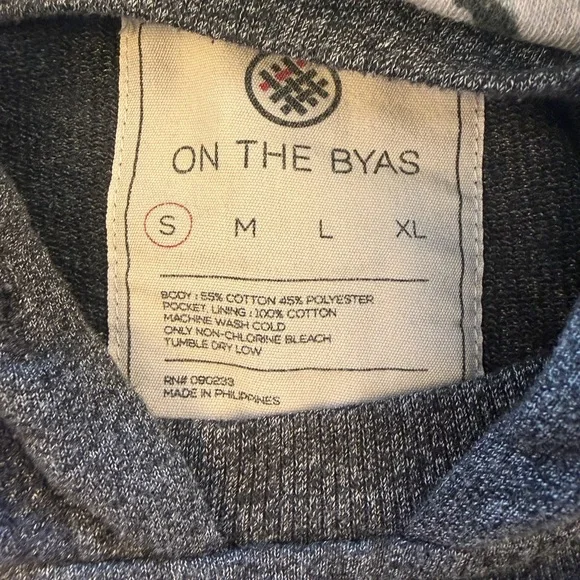 ON THE BYAS
S M L XL
BODY : 55% COTTON 45% POLYESTER
POCKET LINING : 100% COTTON
MACHINE WASH COLD
ONLY NON-CHLORINE BLEACH
TUMBLE DRY LOW
RN# 090233
MADE IN PHILIPPINES